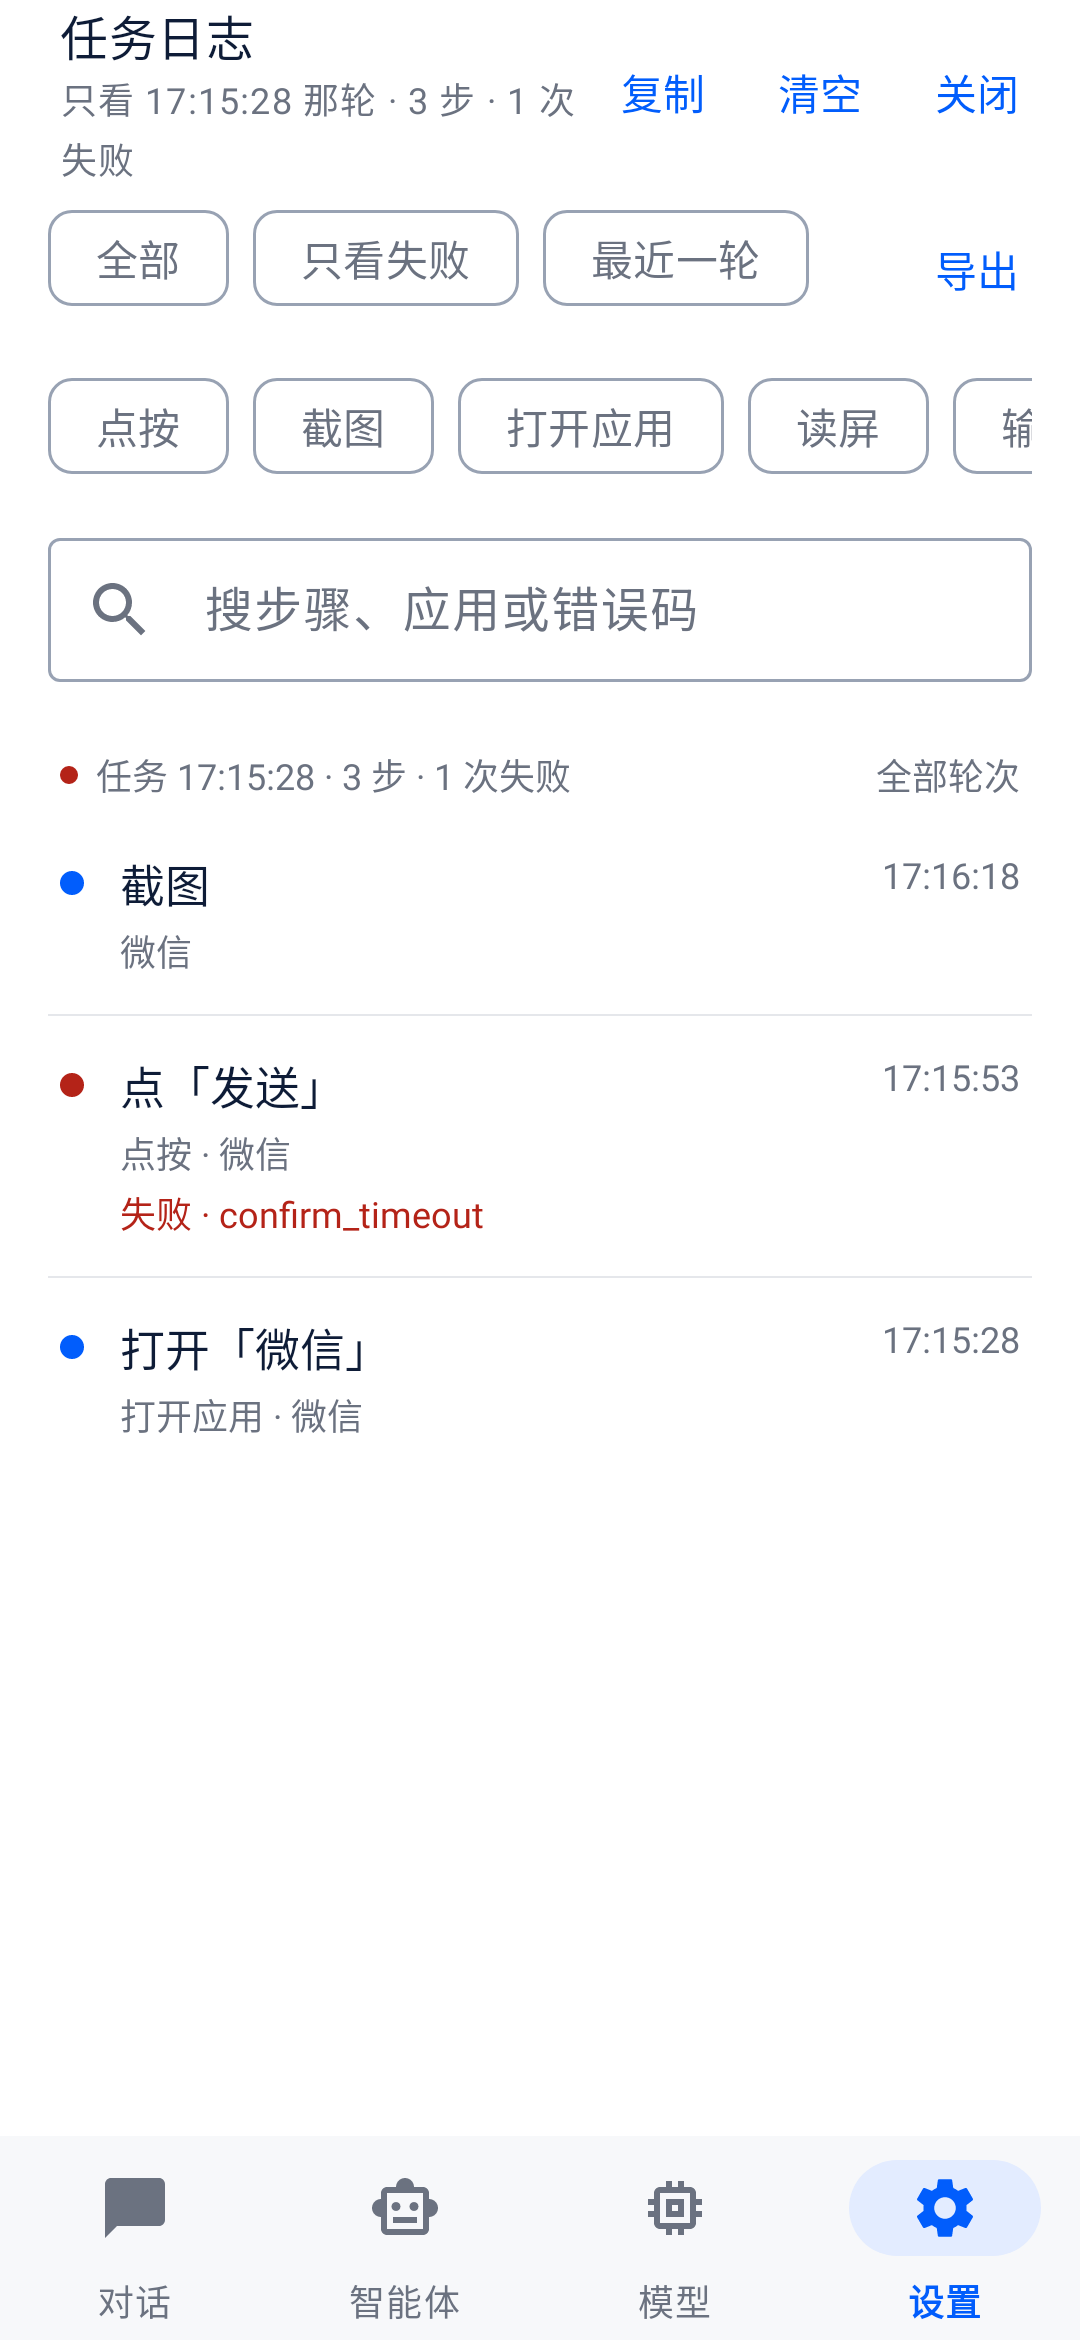 任务日志
只看 17:15:28 那轮 · 3 步 · 1 次
失败
复制
清空
关闭
全部
只看失败
最近一轮
导出
点按
截图
打开应用
读屏
输
搜步骤、应用或错误码
任务 17:15:28 · 3 步 · 1 次失败
全部轮次
截图
17:16:18
微信
点「发送」
17:15:53
点按 · 微信
失败 · confirm_timeout
打开「微信」
17:15:28
打开应用 · 微信
对话
智能体
模型
设置